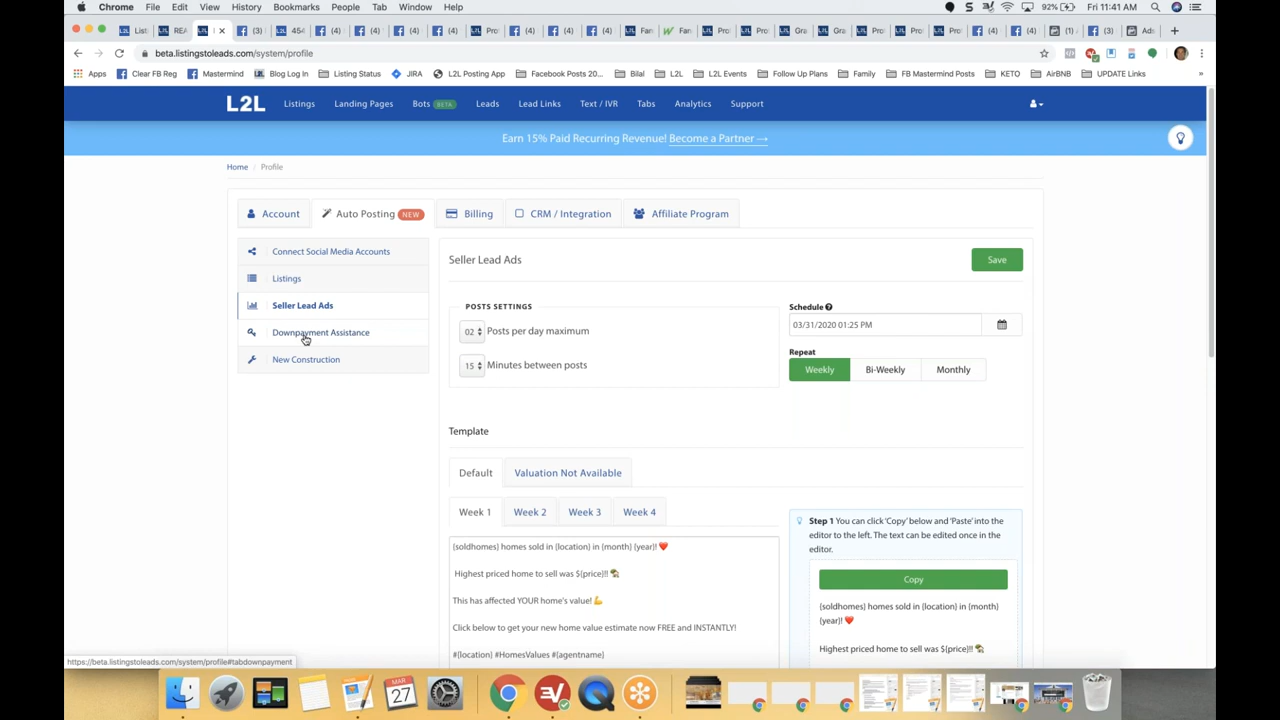 Chrome File Edit View History Bookmarks People Tab Window Help
92% Fri 11:41 AM
beta.listingstoleads.com/system/profile
Apps Clear FB Reg Mastermind Blog Log In Listing Status JIRA L2L Posting App Facebook Posts 20... Bilal L2L L2L Events Follow Up Plans Family FB Mastermind Posts KETO AirBNB UPDATE Links »
L2L Listings Landing Pages Bots BETA Leads Lead Links Text / IVR Tabs Analytics Support
Earn 15% Paid Recurring Revenue! Become a Partner →
Home / Profile
Account Auto Posting NEW Billing CRM / Integration Affiliate Program
Connect Social Media Accounts
Listings
Seller Lead Ads
Downpayment Assistance
New Construction
Seller Lead Ads
Save
POSTS SETTINGS
02 Posts per day maximum
15 Minutes between posts
Schedule
03/31/2020 01:25 PM
Repeat
Weekly Bi-Weekly Monthly
Template
Default Valuation Not Available
Week 1 Week 2 Week 3 Week 4
{soldhomes} homes sold in {location} in {month} {year}! ❤️
Highest priced home to sell was ${price}!! 🏡
This has affected YOUR home's value! 💪
Click below to get your new home value estimate now FREE and INSTANTLY!
#{location} #HomesValues #{agentname}
Step 1 You can click 'Copy' below and 'Paste' into the
editor to the left. The text can be edited once in the
editor.
Copy
{soldhomes} homes sold in {location} in {month}
{year}! ❤️
Highest priced home to sell was ${price}!! 🏡
https://beta.listingstoleads.com/system/profile#tabdownpayment
MAR
27